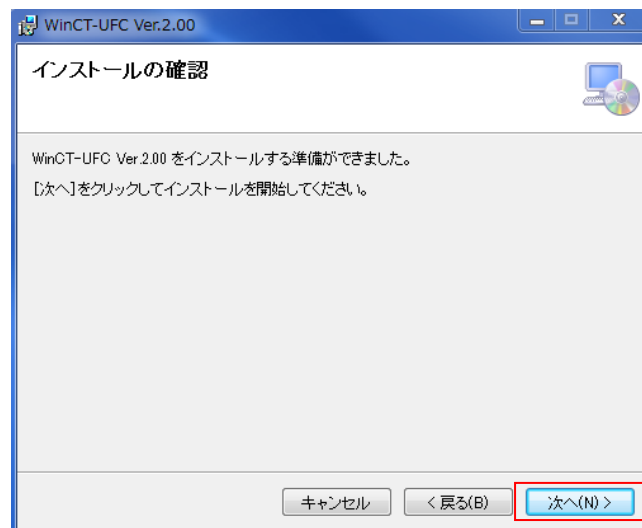 WinCT-UFC Ver.2.00
インストールの確認
WinCT-UFC Ver.2.00 をインストールする準備ができました。
[次へ]をクリックしてインストールを開始してください。
キャンセル
< 戻る(B)
次へ(N) >